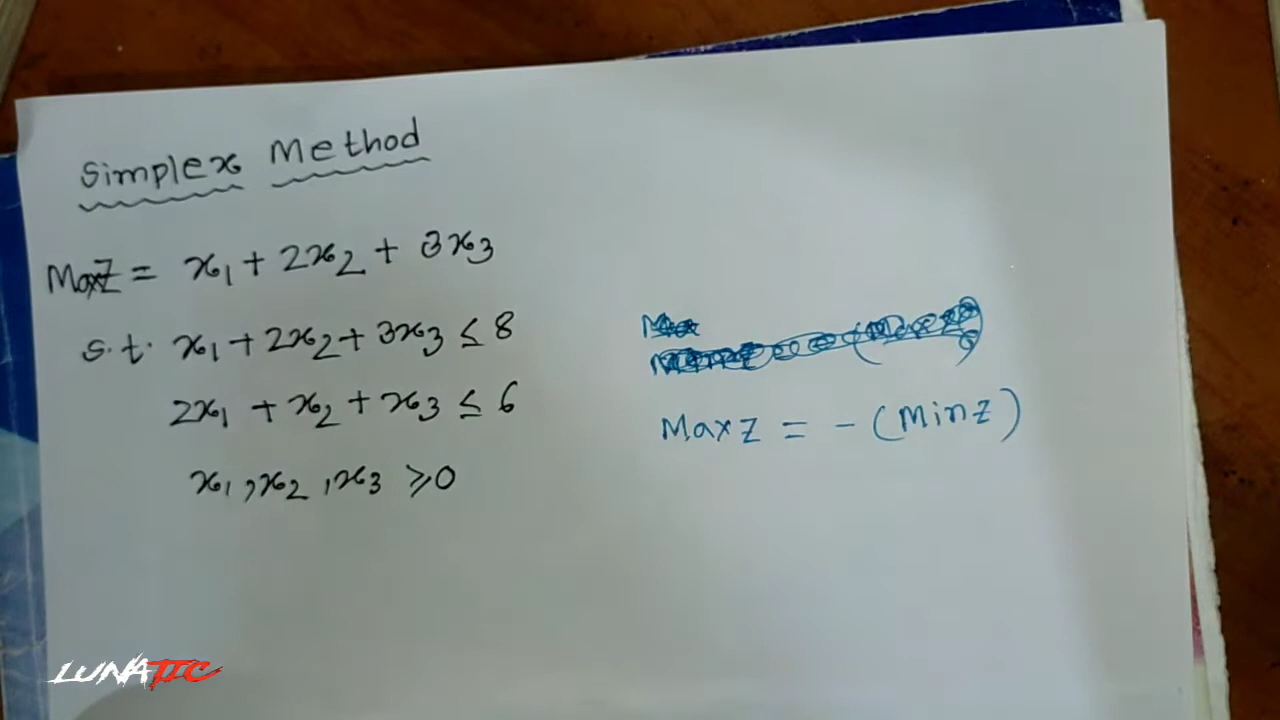 Simplex Method
Max Z = x₁ + 2x₂ + 3x₃
s.t. x₁ + 2x₂ + 3x₃ ≤ 8
2x₁ + x₂ + x₃ ≤ 6
x₁, x₂, x₃ ≥ 0
Max Z = - (Min Z)
LUNATIC